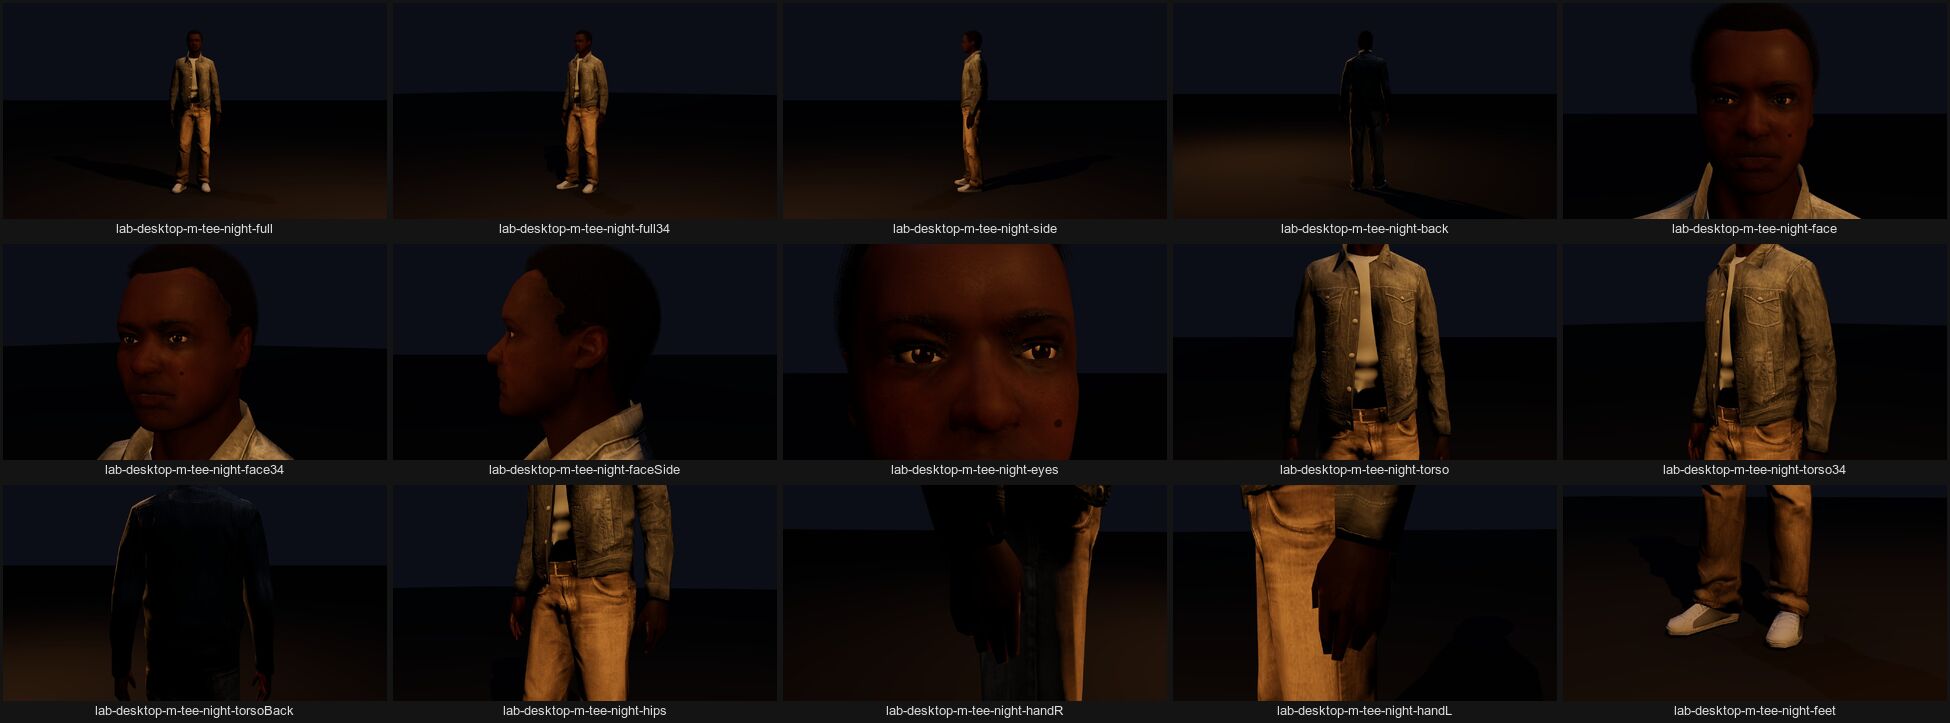 lab-desktop-m-tee-night-full
lab-desktop-m-tee-night-full34
lab-desktop-m-tee-night-side
lab-desktop-m-tee-night-back
lab-desktop-m-tee-night-face
lab-desktop-m-tee-night-face34
lab-desktop-m-tee-night-faceSide
lab-desktop-m-tee-night-eyes
lab-desktop-m-tee-night-torso
lab-desktop-m-tee-night-torso34
lab-desktop-m-tee-night-torsoBack
lab-desktop-m-tee-night-hips
lab-desktop-m-tee-night-handR
lab-desktop-m-tee-night-handL
lab-desktop-m-tee-night-feet